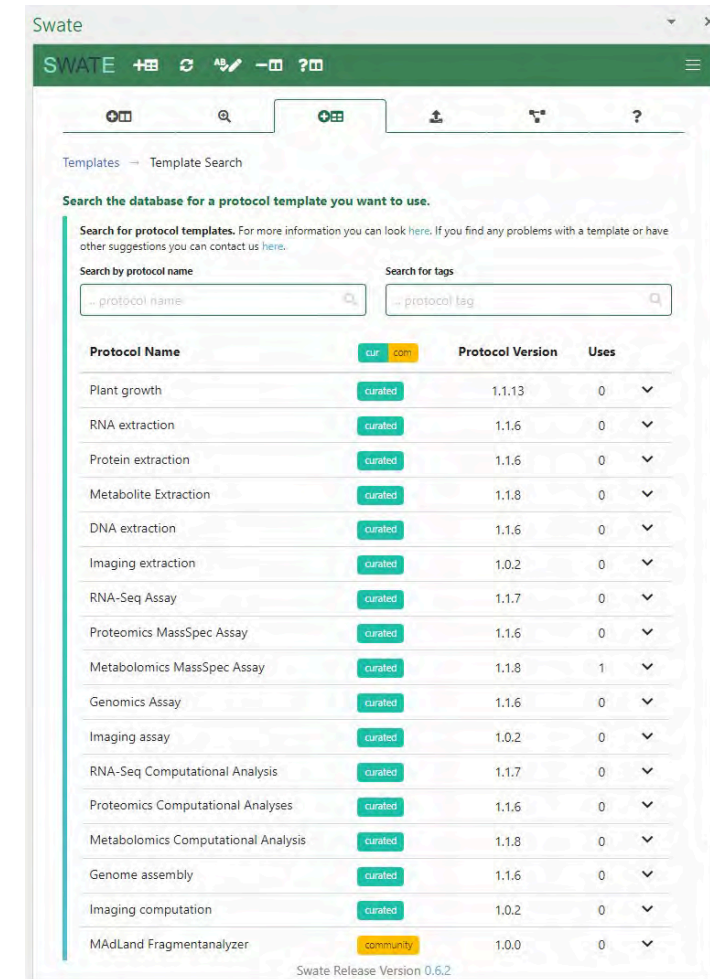 Swate
SWATE
?
Templates → Template Search
Search the database for a protocol template you want to use.
Search for protocol templates. For more information you can look here. If you find any problems with a template or have
other suggestions you can contact us here.
Search by protocol name Search for tags
.. protocol name .. protocol tag
Protocol Name cur com Protocol Version Uses
Plant growth curated 1.1.13 0
RNA extraction curated 1.1.6 0
Protein extraction curated 1.1.6 0
Metabolite Extraction curated 1.1.8 0
DNA extraction curated 1.1.6 0
Imaging extraction curated 1.0.2 0
RNA-Seq Assay curated 1.1.7 0
Proteomics MassSpec Assay curated 1.1.6 0
Metabolomics MassSpec Assay curated 1.1.8 1
Genomics Assay curated 1.1.6 0
Imaging assay curated 1.0.2 0
RNA-Seq Computational Analysis curated 1.1.7 0
Proteomics Computational Analyses curated 1.1.6 0
Metabolomics Computational Analysis curated 1.1.8 0
Genome assembly curated 1.1.6 0
Imaging computation curated 1.0.2 0
MAdLand Fragmentanalyzer community 1.0.0 0
Swate Release Version 0.6.2